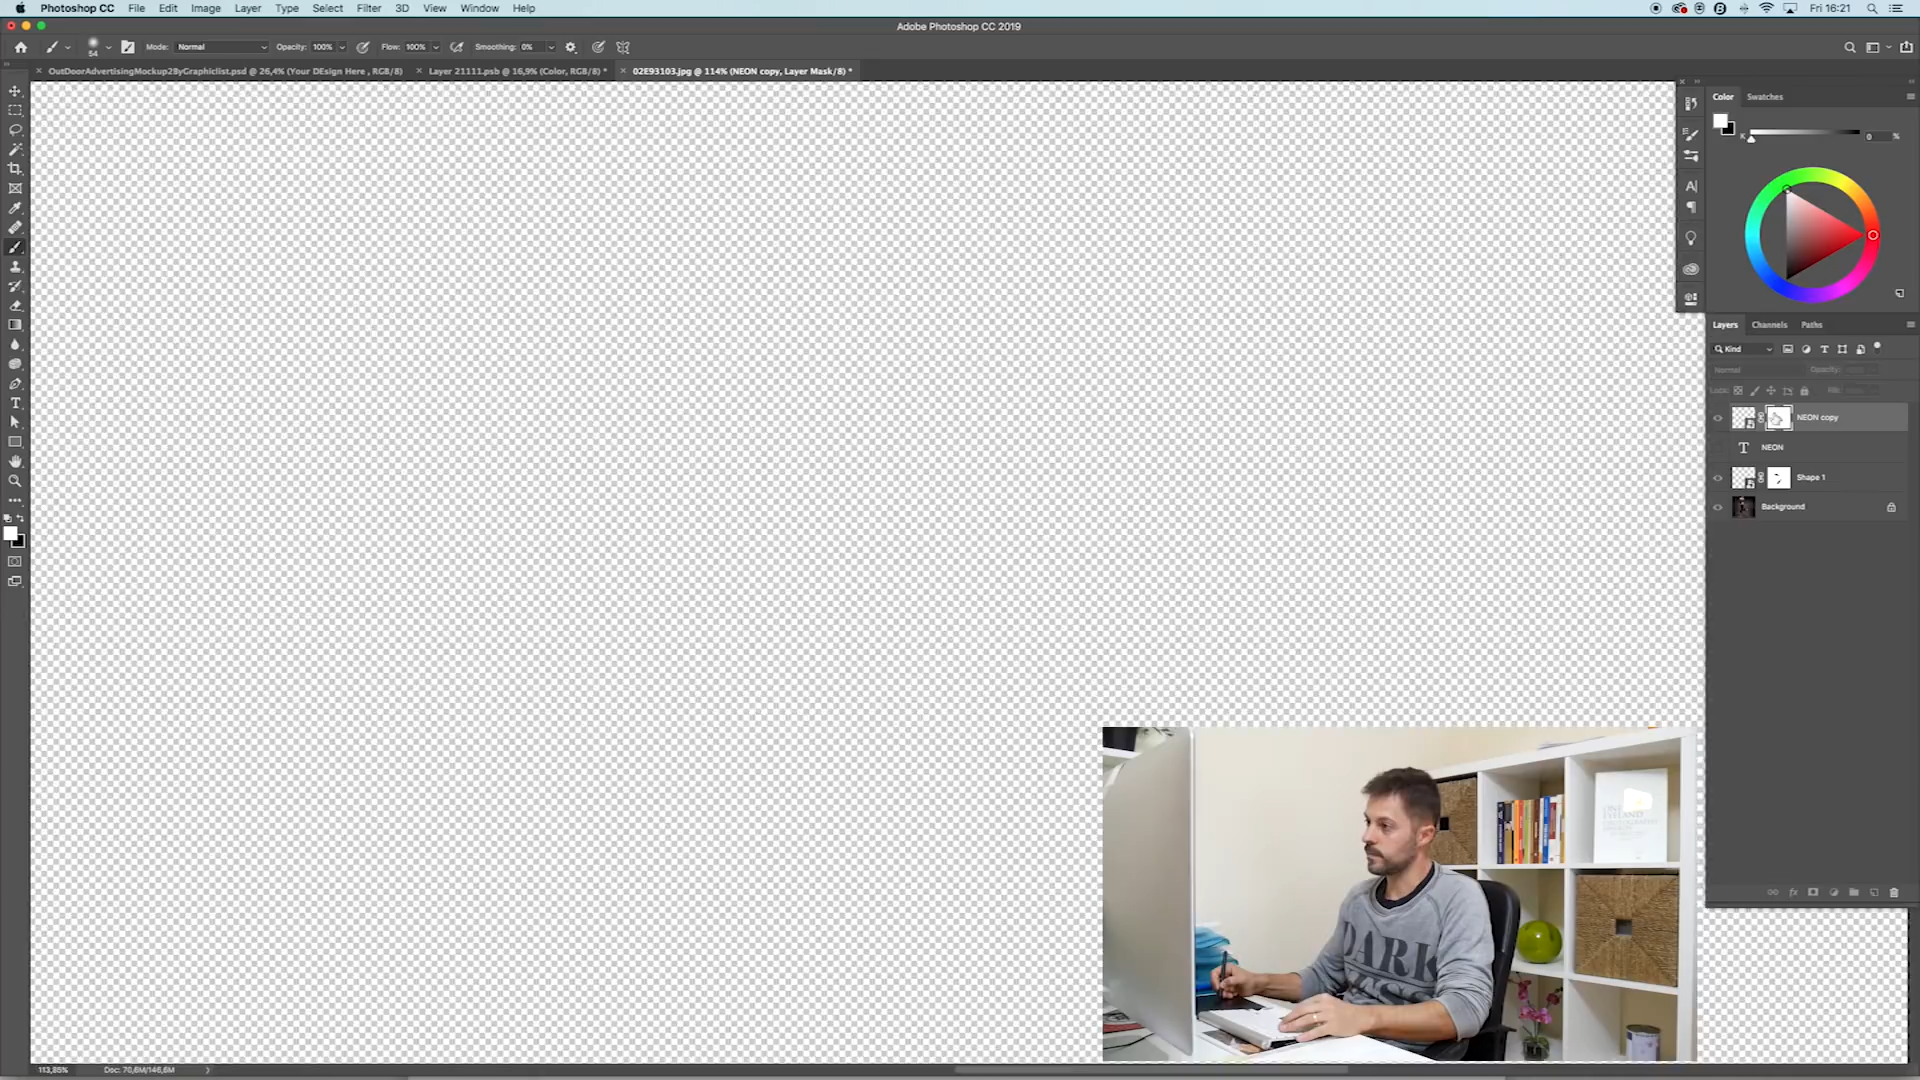 Photoshop CC File Edit Image Layer Type Select Filter 3D View Window Help Fri 16:21
Adobe Photoshop CC 2019
54 Mode: Normal Opacity: 100% Flow: 100% Smoothing: 0%
OutDoorAdvertisingMockup2ByGraphiclist.psd @ 26,4% (Your DEsign Here , RGB/8) Layer 21111.psb @ 16,9% (Color, RGB/8) * 02E93103.jpg @ 114% (NEON copy, Layer Mask/8) *
Color Swatches
K 0 %
Layers Channels Paths
Kind
Normal Opacity:
Lock: Fill:
NEON copy
T NEON
Shape 1
Background
ONE
EYELAND
DARK
113,85% Doc: 70,6M/146,6M